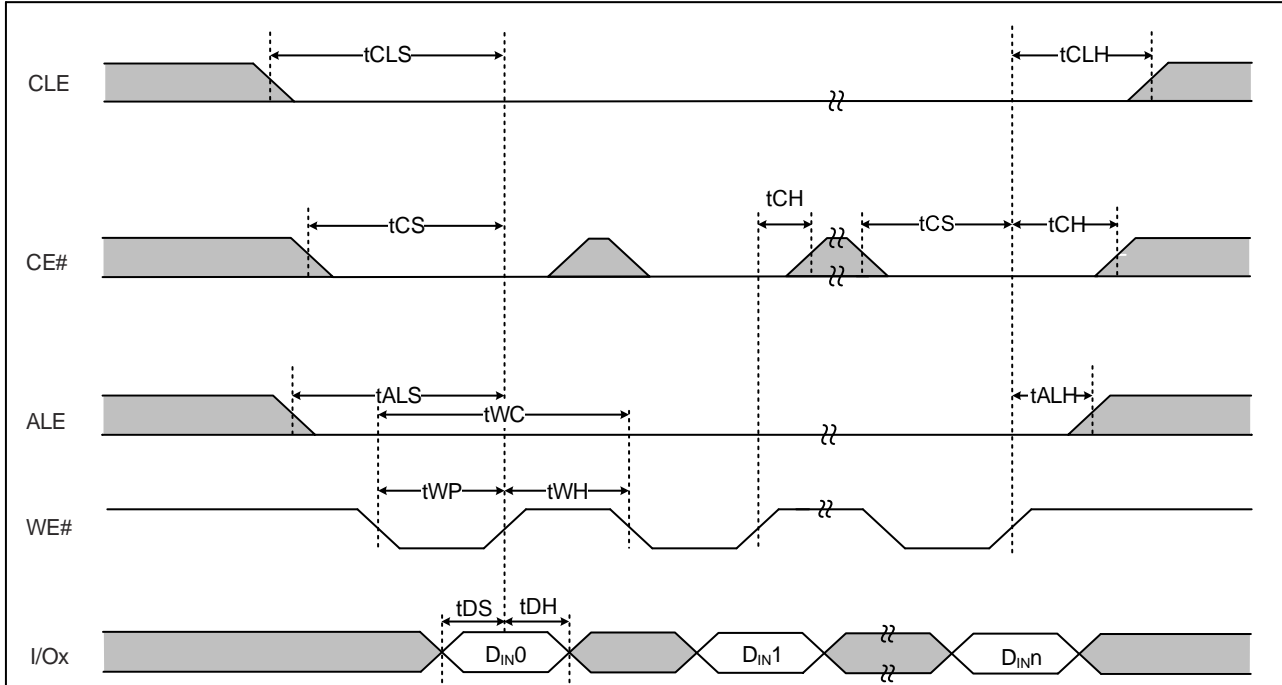 tCLS
tCLH
CLE
tCH
tCS
tCS
tCH
CE#
tALS
tALH
tWC
ALE
tWP
tWH
WE#
tDS
tDH
I/Ox
DIN0
DIN1
DINn